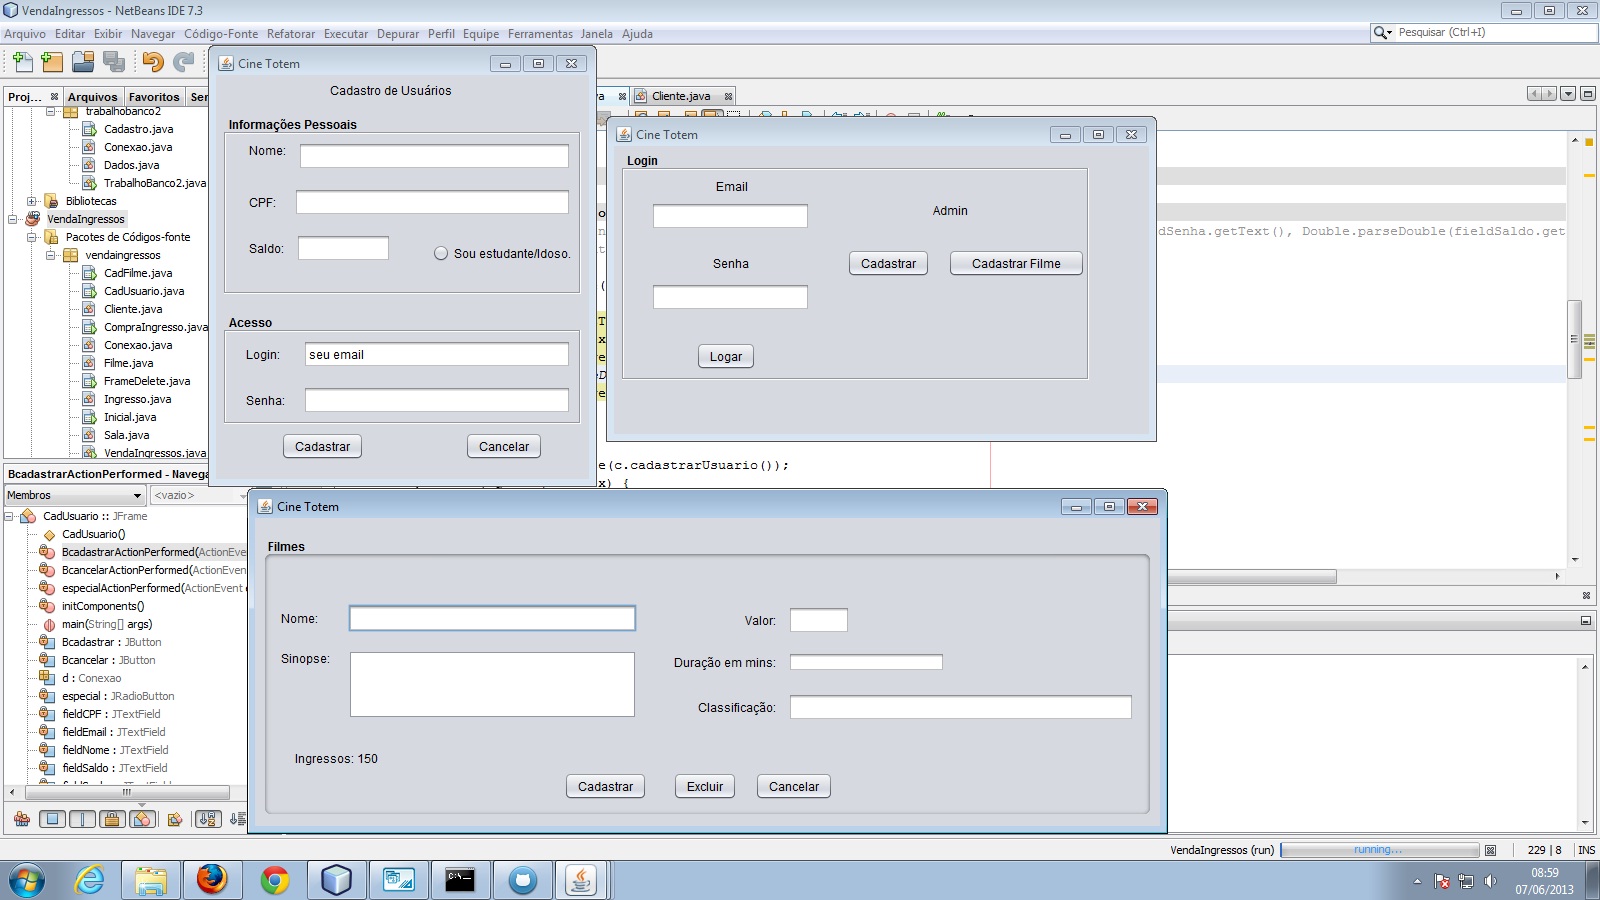 VendaIngressos - NetBeans IDE 7.3
Arquivo Editar Exibir Navegar Código-Fonte Refatorar Executar Depurar Perfil Equipe Ferramentas Janela Ajuda
Pesquisar (Ctrl+I)
Proj... Arquivos Favoritos Ser
trabalhobanco2
Cadastro.java
Conexao.java
Dados.java
TrabalhoBanco2.java
Bibliotecas
VendaIngressos
Pacotes de Códigos-fonte
vendaingressos
CadFilme.java
CadUsuario.java
Cliente.java
CompraIngresso.java
Conexao.java
Filme.java
FrameDelete.java
Ingresso.java
Inicial.java
Sala.java
VendaIngressos.java
Cine Totem
Cadastro de Usuários
Informações Pessoais
Nome:
CPF:
Saldo:
Sou estudante/Idoso.
Acesso
Login: seu email
Senha:
Cadastrar Cancelar
Cliente.java
Cine Totem
Login
Email
Admin
Senha
Cadastrar Cadastrar Filme
Logar
dSenha.getText(), Double.parseDouble(fieldSaldo.get
e(c.cadastrarUsuario());
x) {
BcadastrarActionPerformed - Navega
Membros <vazio>
CadUsuario :: JFrame
CadUsuario()
BcadastrarActionPerformed(ActionEve
BcancelarActionPerformed(ActionEven
especialActionPerformed(ActionEvent
initComponents()
main(String[] args)
Bcadastrar : JButton
Bcancelar : JButton
d : Conexao
especial : JRadioButton
fieldCPF : JTextField
fieldEmail : JTextField
fieldNome : JTextField
fieldSaldo : JTextField
Cine Totem
Filmes
Nome:
Valor:
Sinopse:
Duração em mins:
Classificação:
Ingressos: 150
Cadastrar Excluir Cancelar
VendaIngressos (run) running... 229 | 8 INS
08:59
07/06/2013